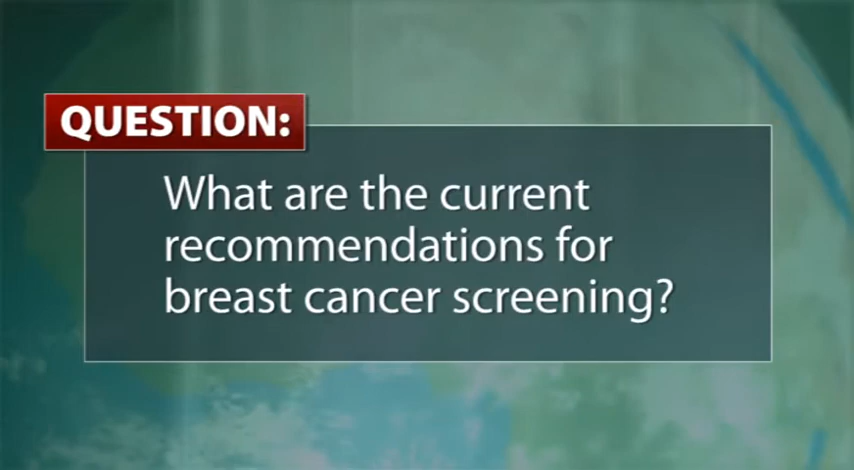 QUESTION:
What are the current
recommendations for
breast cancer screening?